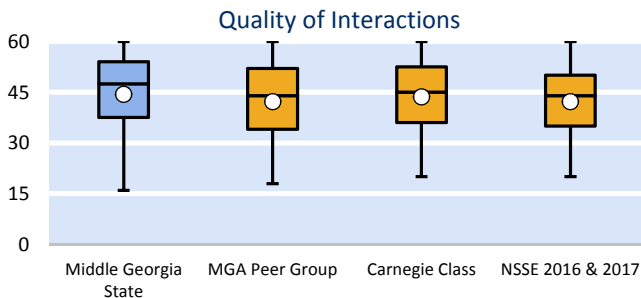 Quality of Interactions
60
45
30
15
0
Middle Georgia
State
MGA Peer Group
Carnegie Class
NSSE 2016 & 2017